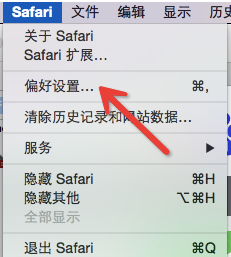 Safari 文件 编辑 显示 历史
关于 Safari
Safari 扩展…
偏好设置… ⌘,
清除历史记录和网站数据…
服务 ▶
隐藏 Safari ⌘H
隐藏其他 ⌥⌘H
全部显示
退出 Safari ⌘Q